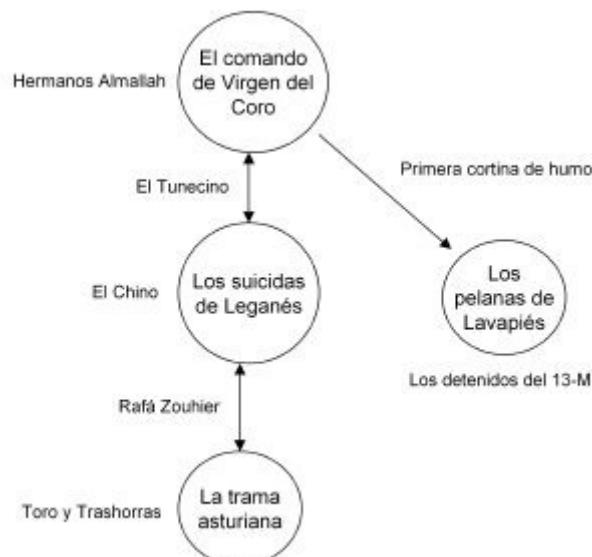 El comando
de Virgen del
Coro
Hermanos Almallah
Primera cortina de humo
El Tunecino
Los suicidas
de Leganés
El Chino
Los
pelanas de
Lavapiés
Los detenidos del 13-M
Rafá Zouhier
La trama
asturiana
Toro y Trashorras